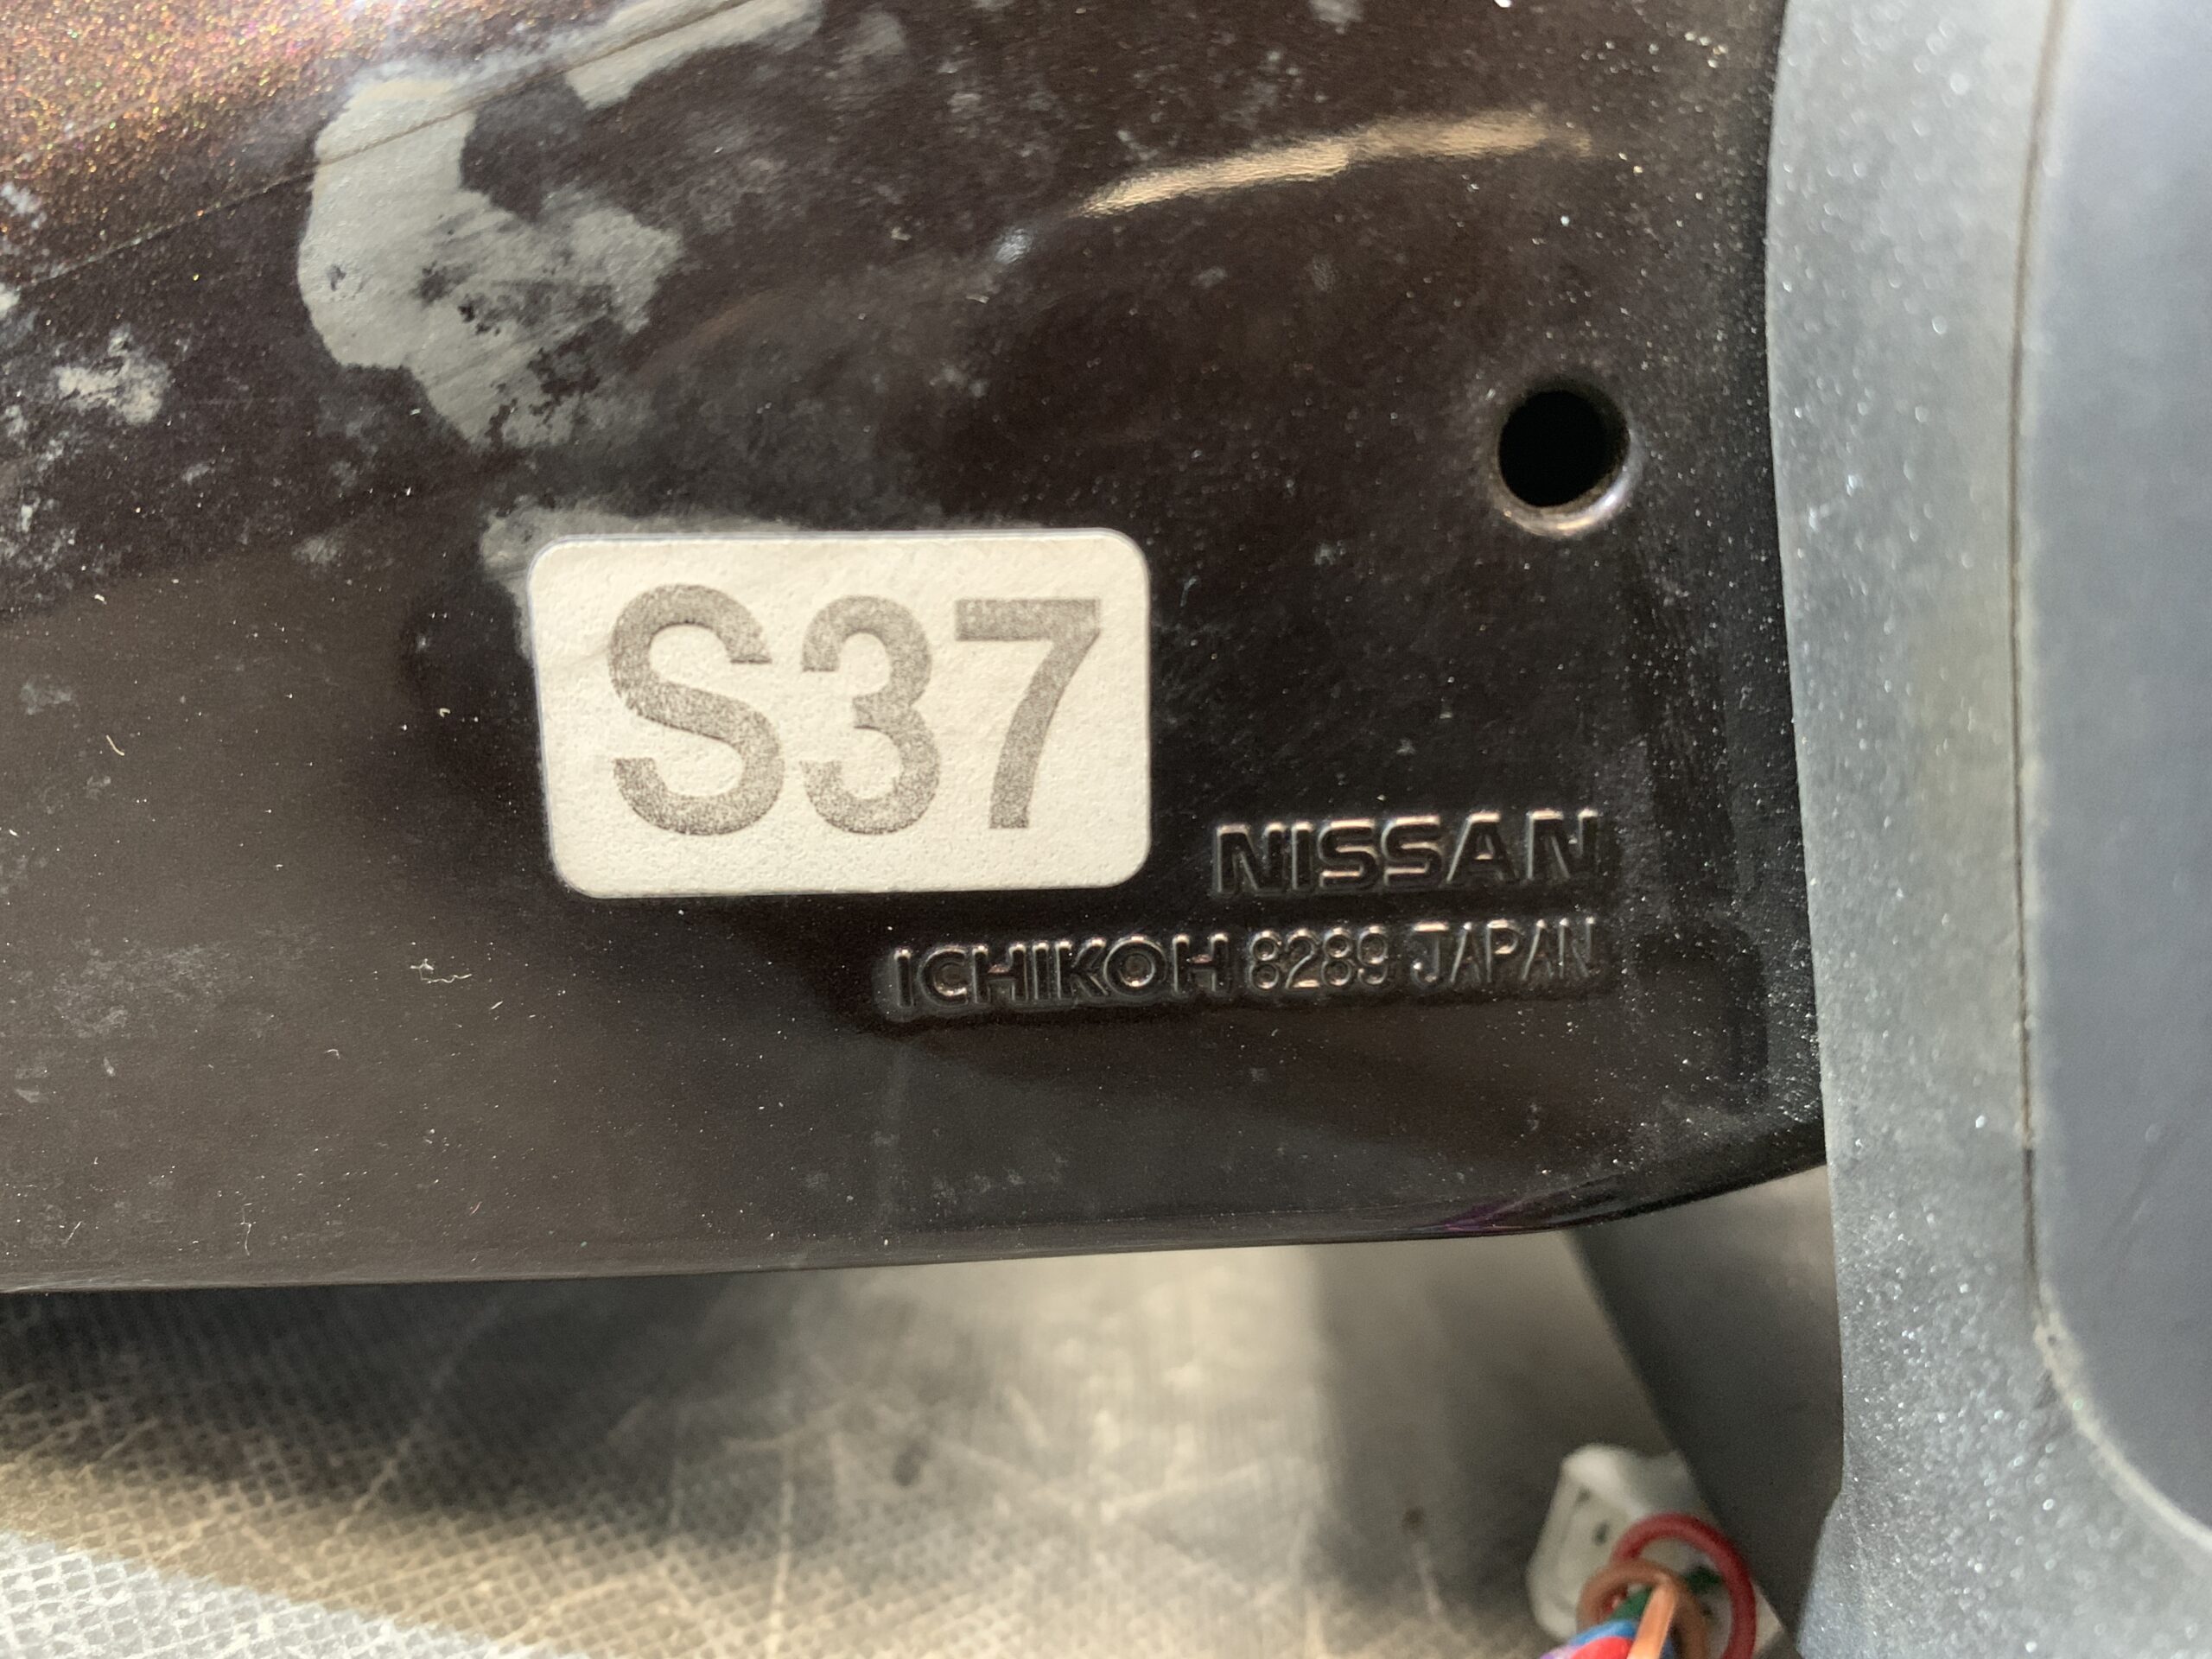 S37
NISSAN
ICHIKOH 8289 JAPAN